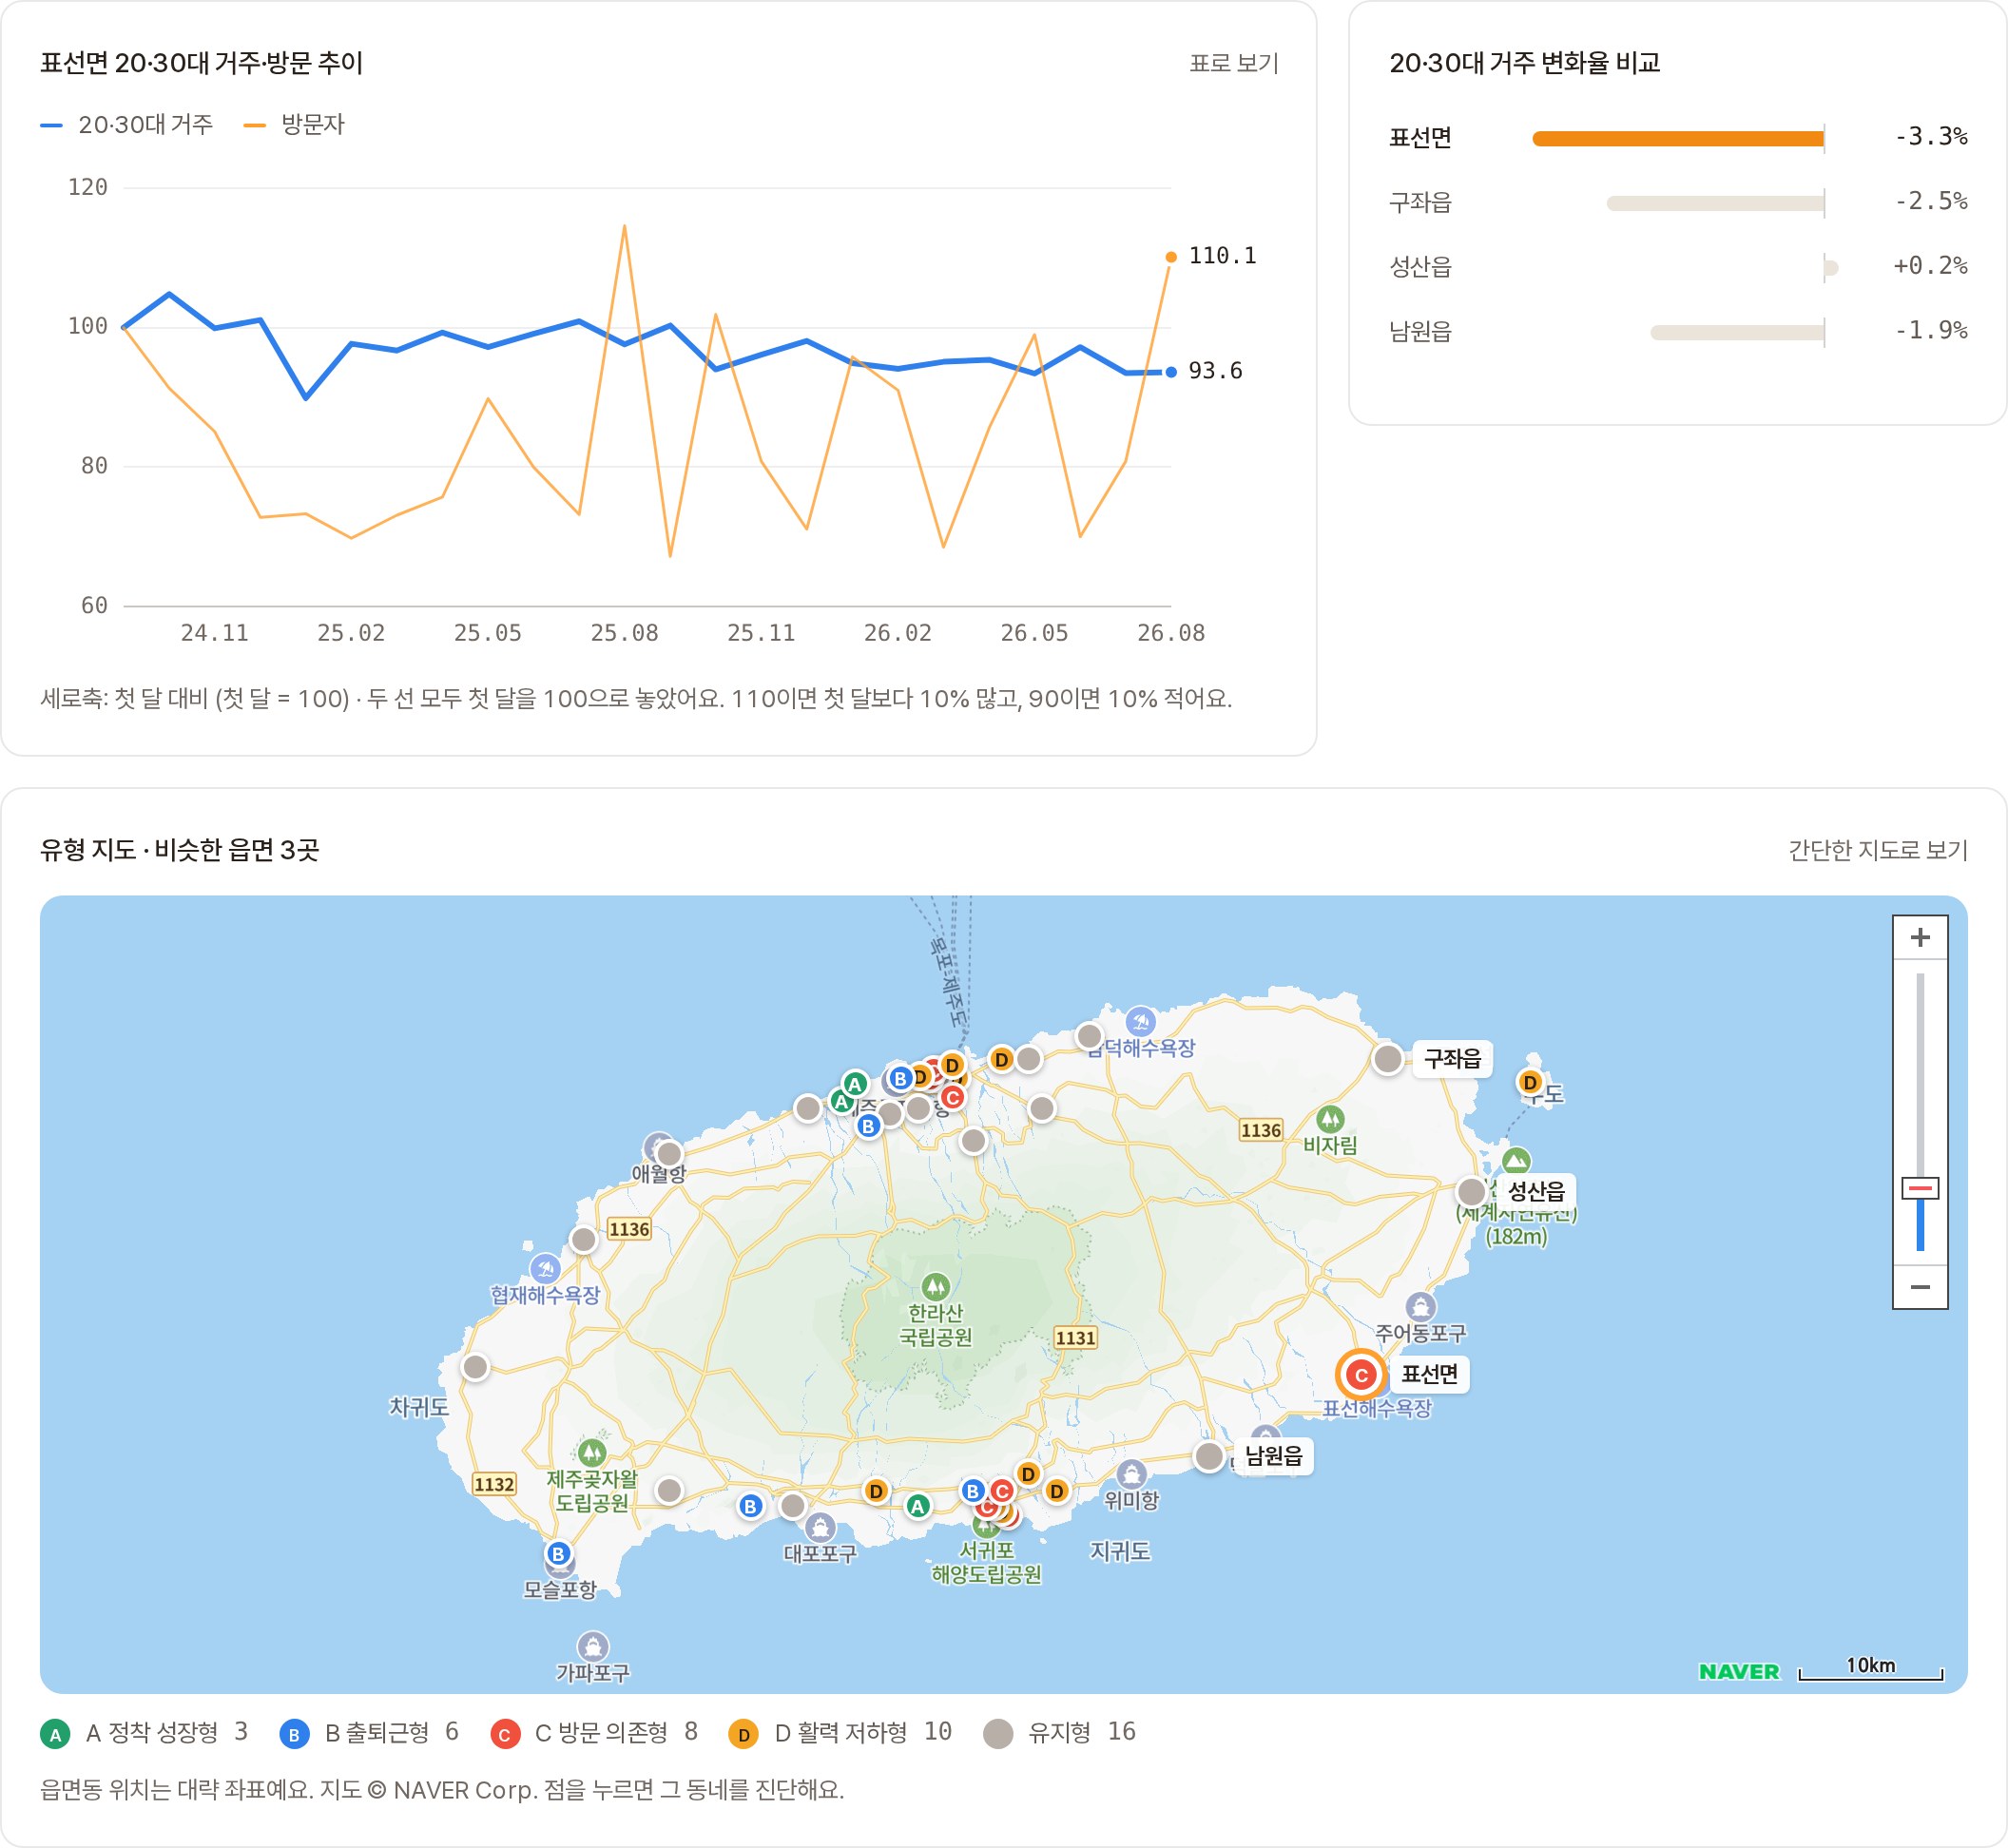 표선면 20·30대 거주·방문 추이
표로 보기
20·30대 거주
방문자
120
100
80
60
110.1
93.6
24.11
25.02
25.05
25.08
25.11
26.02
26.05
26.08
세로축: 첫 달 대비 (첫 달 = 100) · 두 선 모두 첫 달을 100으로 놓았어요. 110이면 첫 달보다 10% 많고, 90이면 10% 적어요.
20·30대 거주 변화율 비교
표선면 -3.3%
구좌읍 -2.5%
성산읍 +0.2%
남원읍 -1.9%
유형 지도 · 비슷한 읍면 3곳
간단한 지도로 보기
목포-제주도
구좌읍
D
D
D
D
B
A
A
C
B
1136
비자림
애월항
성산읍
(182m)
1136
협재해수욕장
한라산
국립공원
1131
주어동포구
C
표선면
표선해수욕장
차귀도
남원읍
1132
제주곶자왈
도립공원
D
D
D
B
C
C
B
A
위미항
대포포구
서귀포
해양도립공원
지귀도
B
모슬포항
가파포구
+
−
NAVER
10km
A A 정착 성장형 3
B B 출퇴근형 6
C C 방문 의존형 8
D D 활력 저하형 10
유지형 16
읍면동 위치는 대략 좌표예요. 지도 © NAVER Corp. 점을 누르면 그 동네를 진단해요.